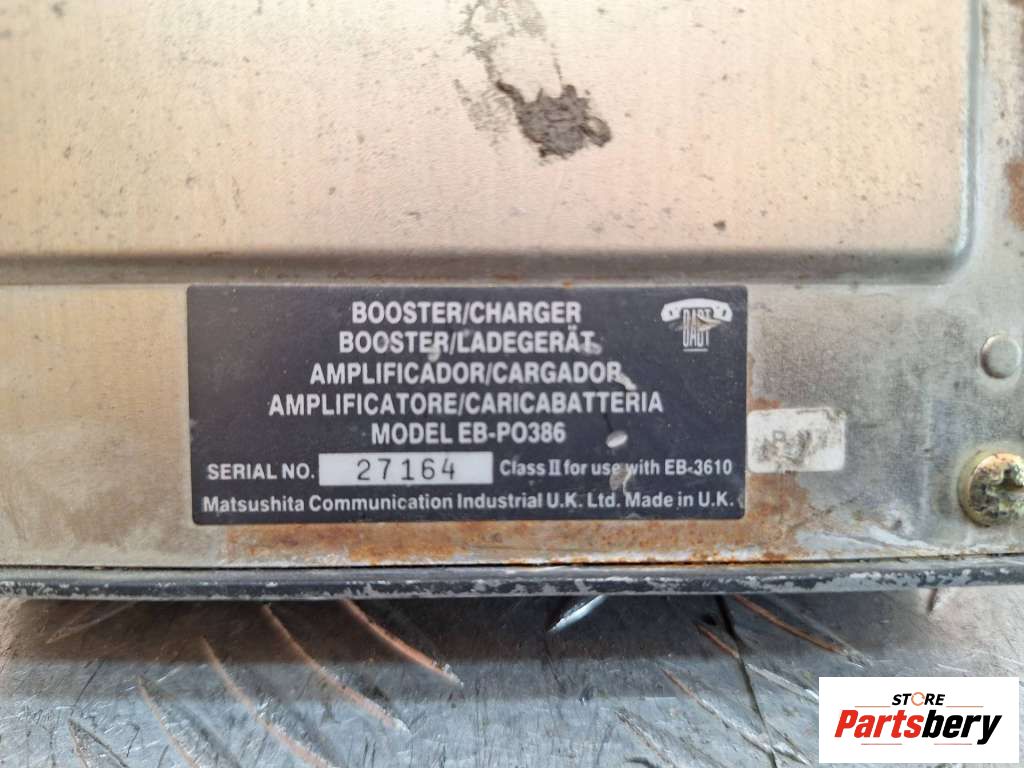 BOOSTER/CHARGER
BOOSTER/LADEGERÄT
AMPLIFICADOR/CARGADOR
AMPLIFICATORE/CARICABATTERIA
MODEL EB-PO386
SERIAL NO. 27164 Class II for use with EB-3610
Matsushita Communication Industrial U.K. Ltd. Made in U.K.
BABT
STORE
Partsbery